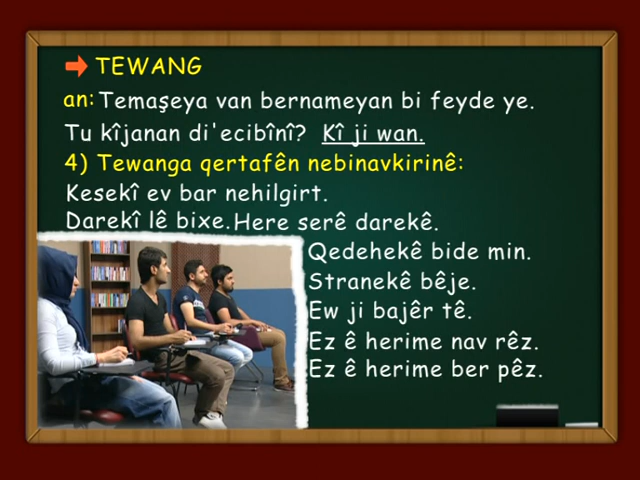 TEWANG
an: Temaşeya van bernameyan bi feyde ye.
Tu kîjanan di'ecibînî? Kî ji wan.
4) Tewanga qertafên nebinavkirinê:
Kesekî ev bar nehilgirt.
Darekî lê bixe. Here serê darekê.
Qedehekê bide min.
Stranekê bêje.
Ew ji bajêr tê.
Ez ê herime nav rêz.
Ez ê herime ber pêz.